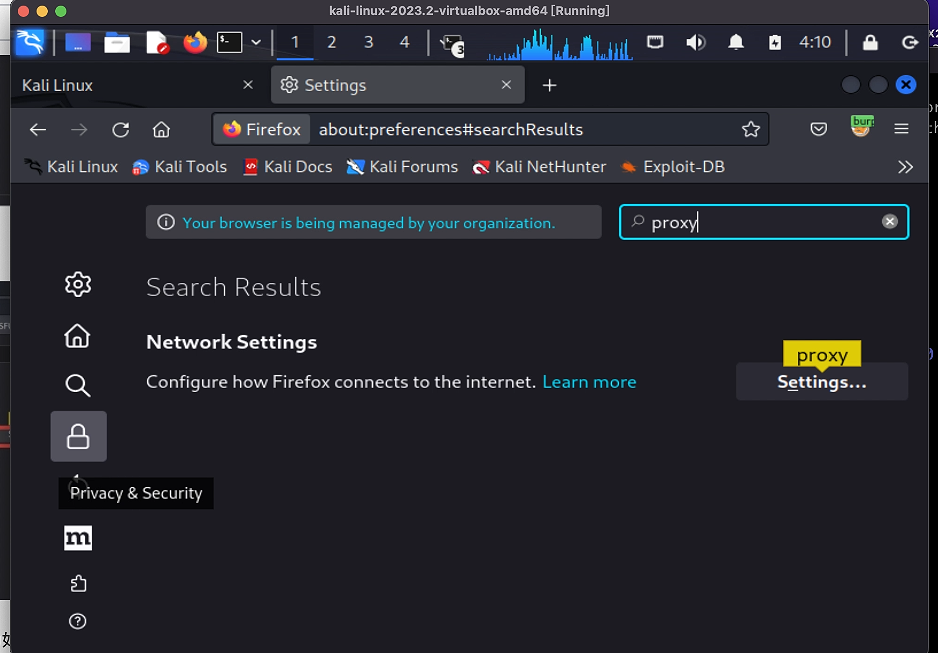 kali-linux-2023.2-virtualbox-amd64 [Running]
1 2 3 4 3 4:10
Kali Linux Settings
Firefox about:preferences#searchResults burp
Kali Linux Kali Tools Kali Docs Kali Forums Kali NetHunter Exploit-DB
Your browser is being managed by your organization. proxy
Search Results
Network Settings
proxy
Configure how Firefox connects to the internet. Learn more Settings...
Privacy & Security
m